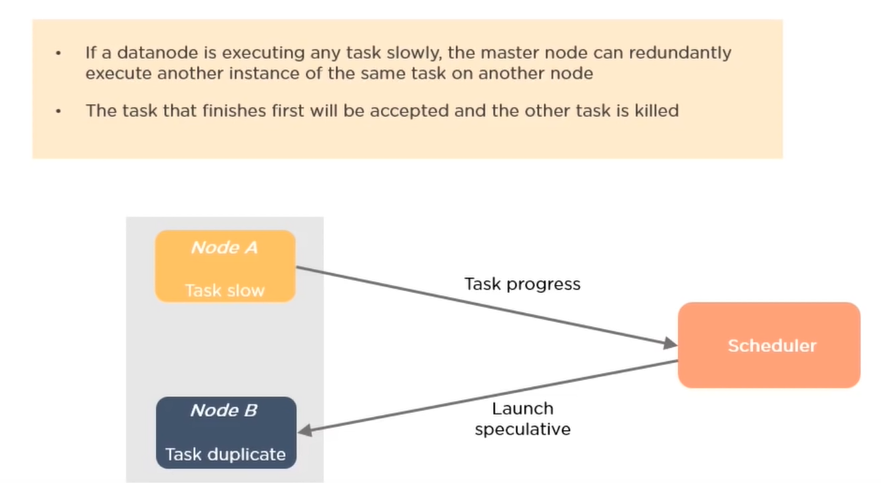 • If a datanode is executing any task slowly, the master node can redundantly
execute another instance of the same task on another node
• The task that finishes first will be accepted and the other task is killed
Node A
Task slow
Task progress
Scheduler
Launch
speculative
Node B
Task duplicate